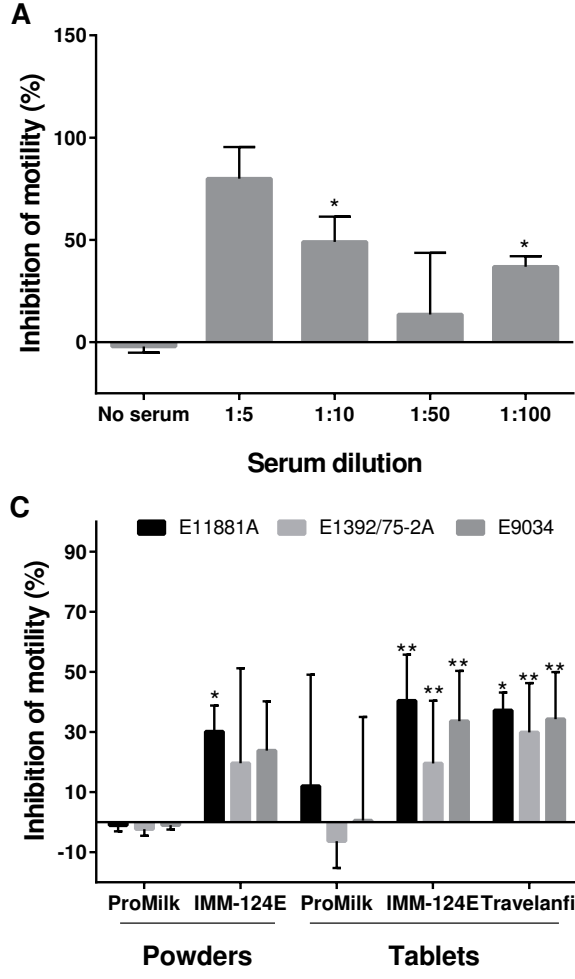 A
Inhibition of motility (%)
150
100
50
0
*
*
No serum 1:5 1:10 1:50 1:100
Serum dilution
C
E11881A E1392/75-2A E9034
Inhibition of motility (%)
90
70
50
30
10
-10
*
**
**
**
*
**
**
ProMilk IMM-124E ProMilk IMM-124E Travelanfi
Powders Tablets